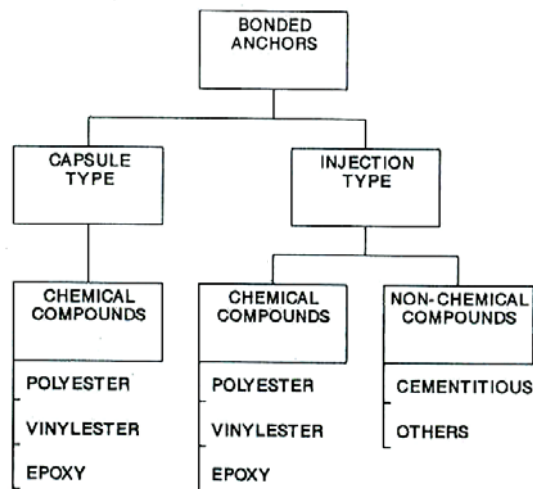 BONDED
ANCHORS
CAPSULE
TYPE
INJECTION
TYPE
CHEMICAL
COMPOUNDS
POLYESTER
VINYLESTER
EPOXY
CHEMICAL
COMPOUNDS
POLYESTER
VINYLESTER
EPOXY
NON-CHEMICAL
COMPOUNDS
CEMENTITIOUS
OTHERS